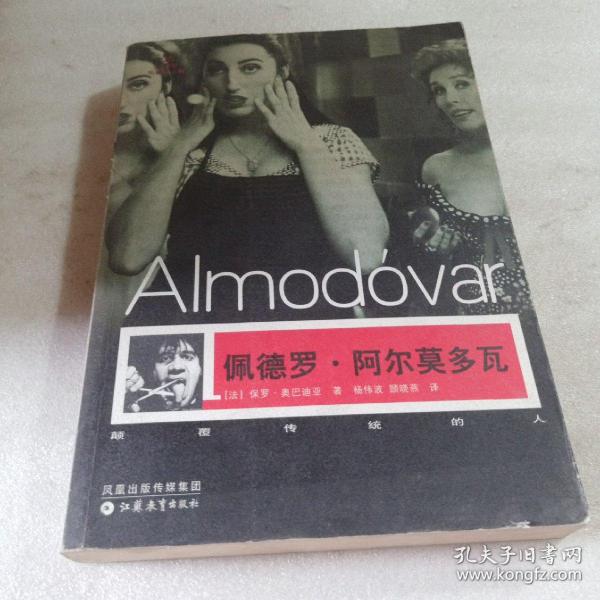 Almodóvar
佩德罗·阿尔莫多瓦
[法] 保罗·奥巴迪亚 著 杨伟波 顾晓燕 译
颠覆传统的人
凤凰出版传媒集团
江苏教育出版社
孔夫子旧书网
www.kongfz.com